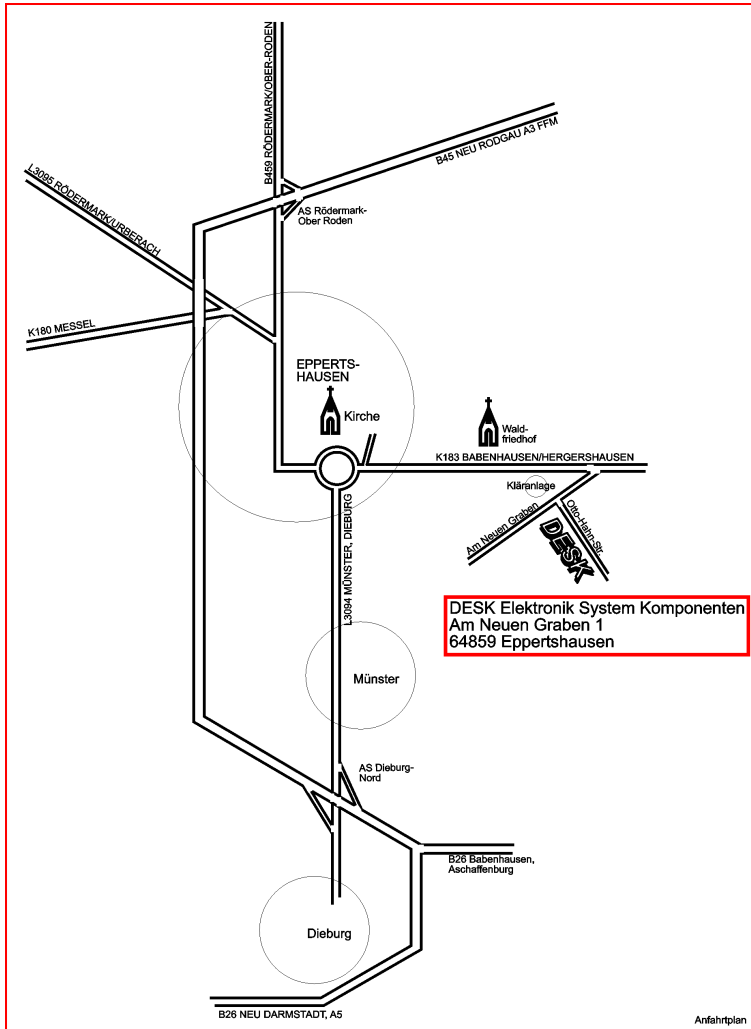 B459 RÖDERMARK/OBER-RODEN
B45 NEU RODGAU A3 FFM
L3095 RÖDERMARK/URBERACH
AS Rödermark-
Ober Roden
K180 MESSEL
EPPERTS-
HAUSEN
Kirche
Wald-
friedhof
K183 BABENHAUSEN/HERGERSHAUSEN
Kläranlage
Am Neuen Graben
Otto-Hahn-Str.
DESK
L3094 MÜNSTER, DIEBURG
DESK Elektronik System Komponenten
Am Neuen Graben 1
64859 Eppertshausen
Münster
AS Dieburg-
Nord
B26 Babenhausen,
Aschaffenburg
Dieburg
B26 NEU DARMSTADT, A5
Anfahrtplan